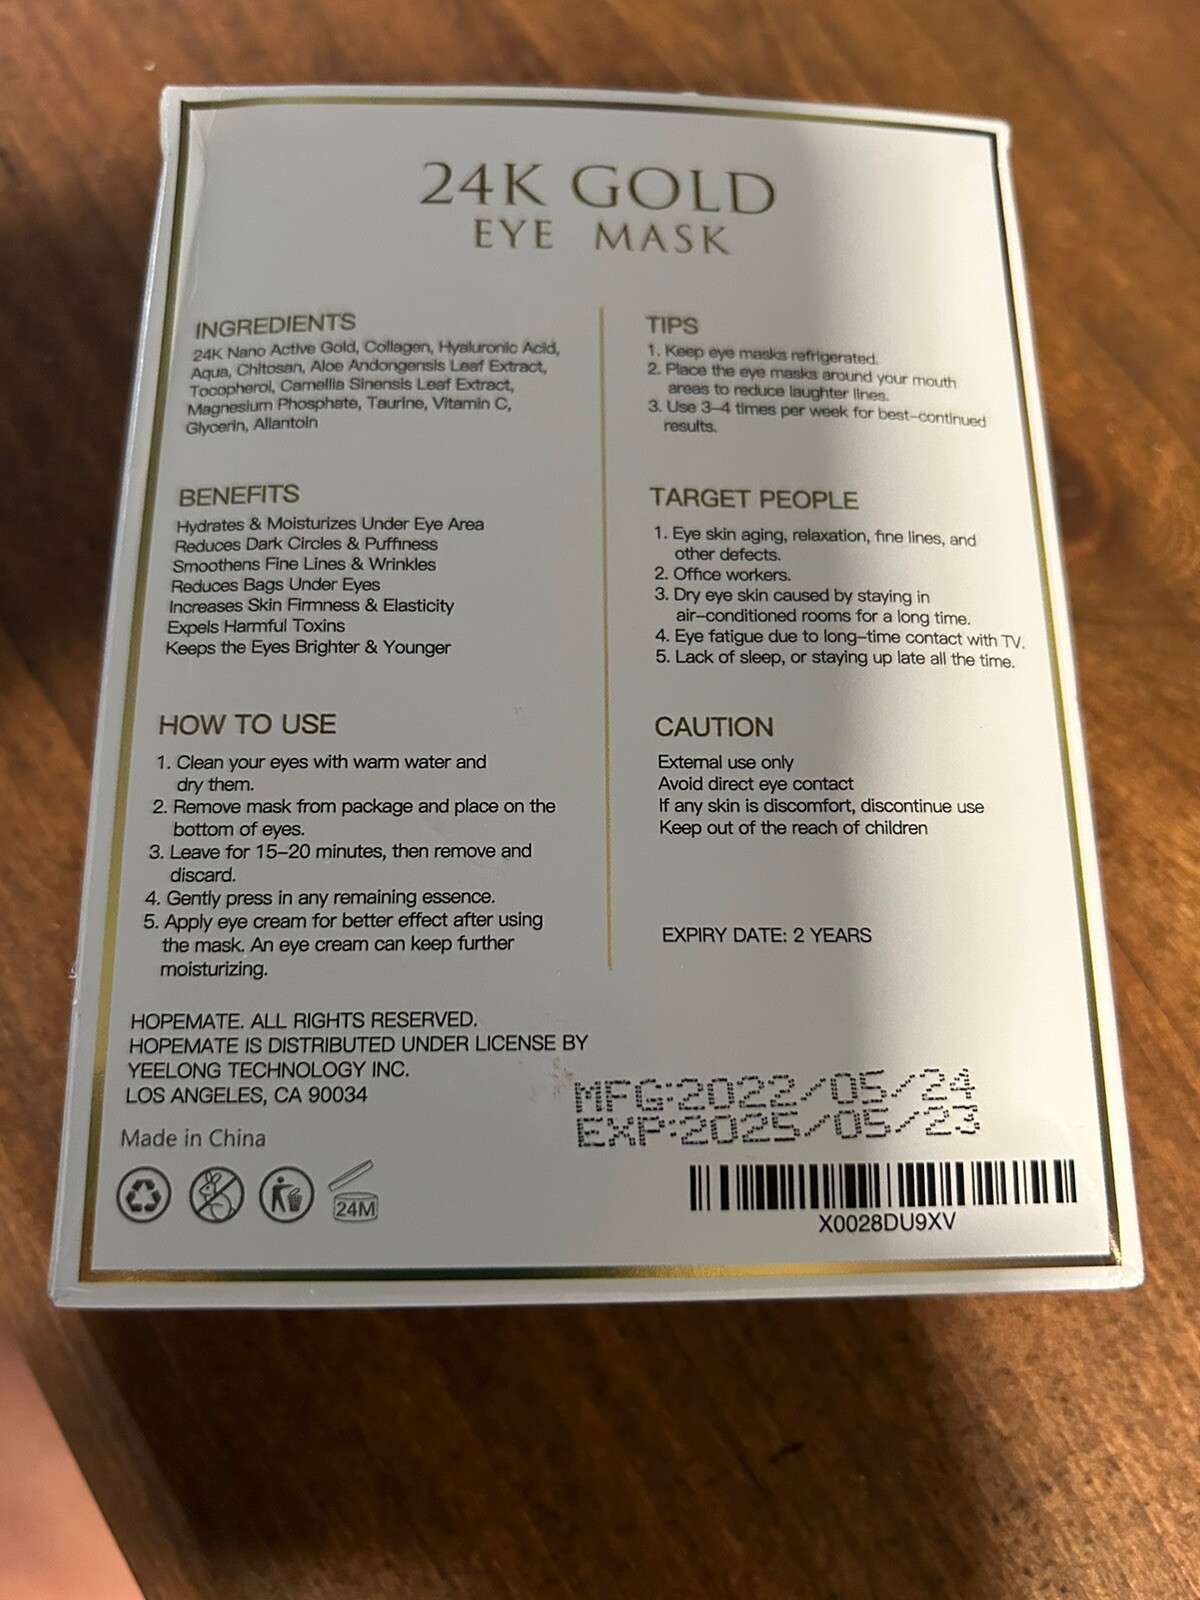 24K GOLD
EYE MASK
INGREDIENTS
24K Nano Active Gold, Collagen, Hyaluronic Acid,
Aqua, Chitosan, Aloe Andongensis Leaf Extract,
Tocopherol, Camellia Sinensis Leaf Extract,
Magnesium Phosphate, Taurine, Vitamin C,
Glycerin, Allantoin
BENEFITS
Hydrates & Moisturizes Under Eye Area
Reduces Dark Circles & Puffiness
Smoothens Fine Lines & Wrinkles
Reduces Bags Under Eyes
Increases Skin Firmness & Elasticity
Expels Harmful Toxins
Keeps the Eyes Brighter & Younger
HOW TO USE
1. Clean your eyes with warm water and
dry them.
2. Remove mask from package and place on the
bottom of eyes.
3. Leave for 15–20 minutes, then remove and
discard.
4. Gently press in any remaining essence.
5. Apply eye cream for better effect after using
the mask. An eye cream can keep further
moisturizing.
TIPS
1. Keep eye masks refrigerated.
2. Place the eye masks around your mouth
areas to reduce laughter lines.
3. Use 3–4 times per week for best–continued
results.
TARGET PEOPLE
1. Eye skin aging, relaxation, fine lines, and
other defects.
2. Office workers.
3. Dry eye skin caused by staying in
air–conditioned rooms for a long time.
4. Eye fatigue due to long–time contact with TV.
5. Lack of sleep, or staying up late all the time.
CAUTION
External use only
Avoid direct eye contact
If any skin is discomfort, discontinue use
Keep out of the reach of children
EXPIRY DATE: 2 YEARS
HOPEMATE. ALL RIGHTS RESERVED.
HOPEMATE IS DISTRIBUTED UNDER LICENSE BY
YEELONG TECHNOLOGY INC.
LOS ANGELES, CA 90034
Made in China
24M
MFG:2022/05/24
EXP:2025/05/23
X0028DU9XV